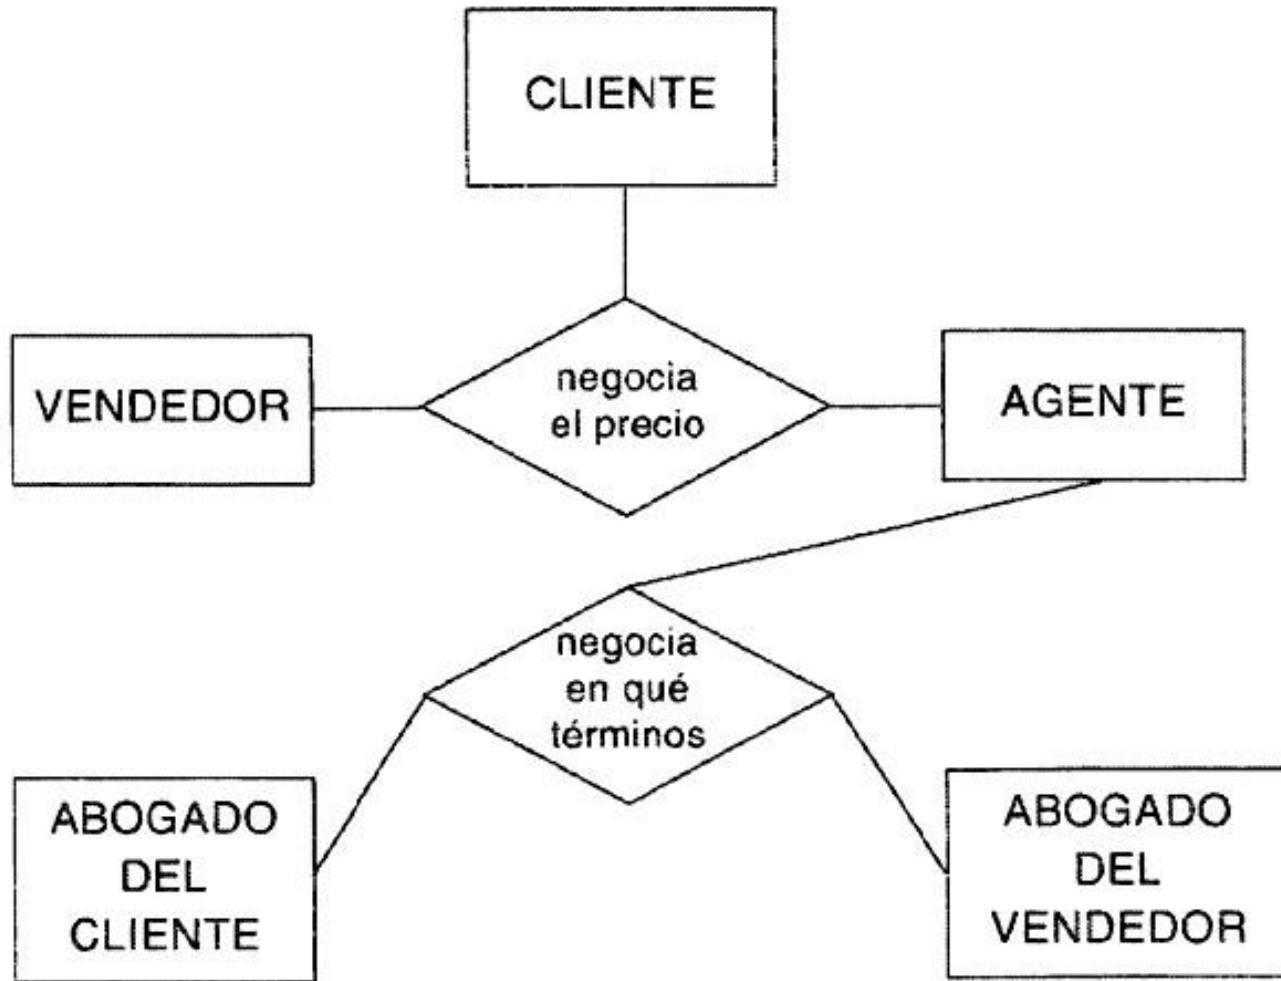 CLIENTE
VENDEDOR
negocia
el precio
AGENTE
negocia
en qué
términos
ABOGADO
DEL
CLIENTE
ABOGADO
DEL
VENDEDOR